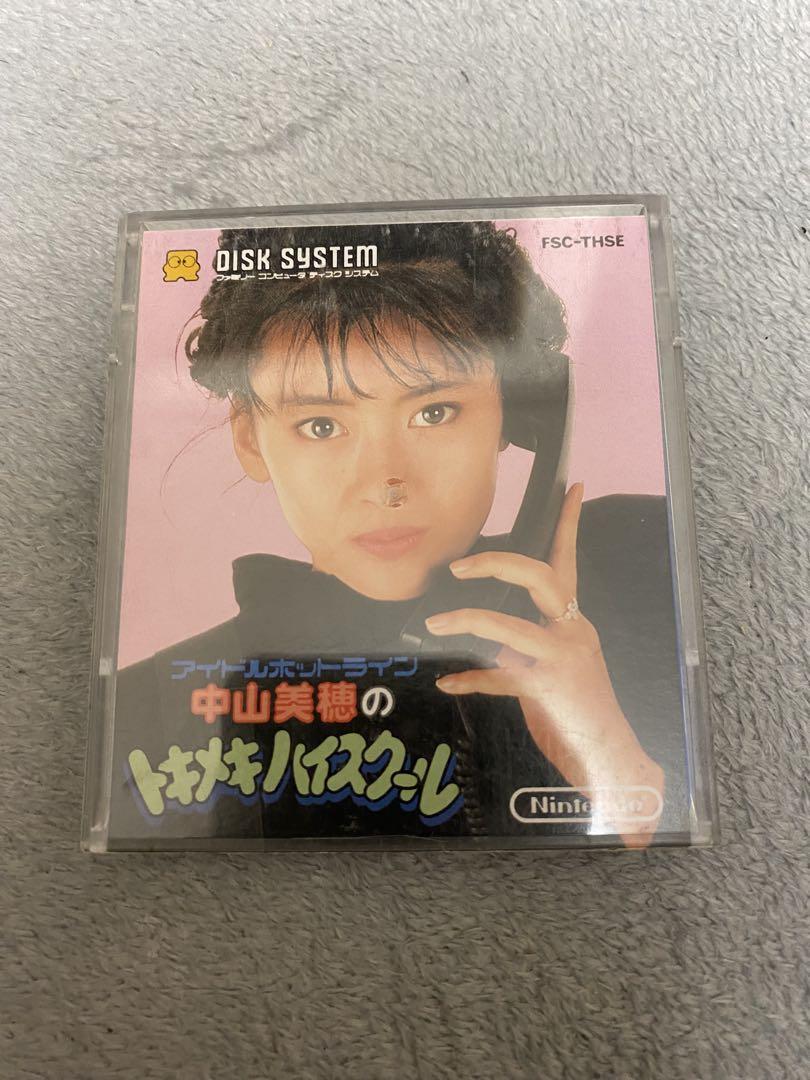 DISK SYSTEM
ファミリー コンピュータ ディスク システム
FSC-THSE
アイドルホットライン
中山美穂の
トキメキハイスクール
Nintendo